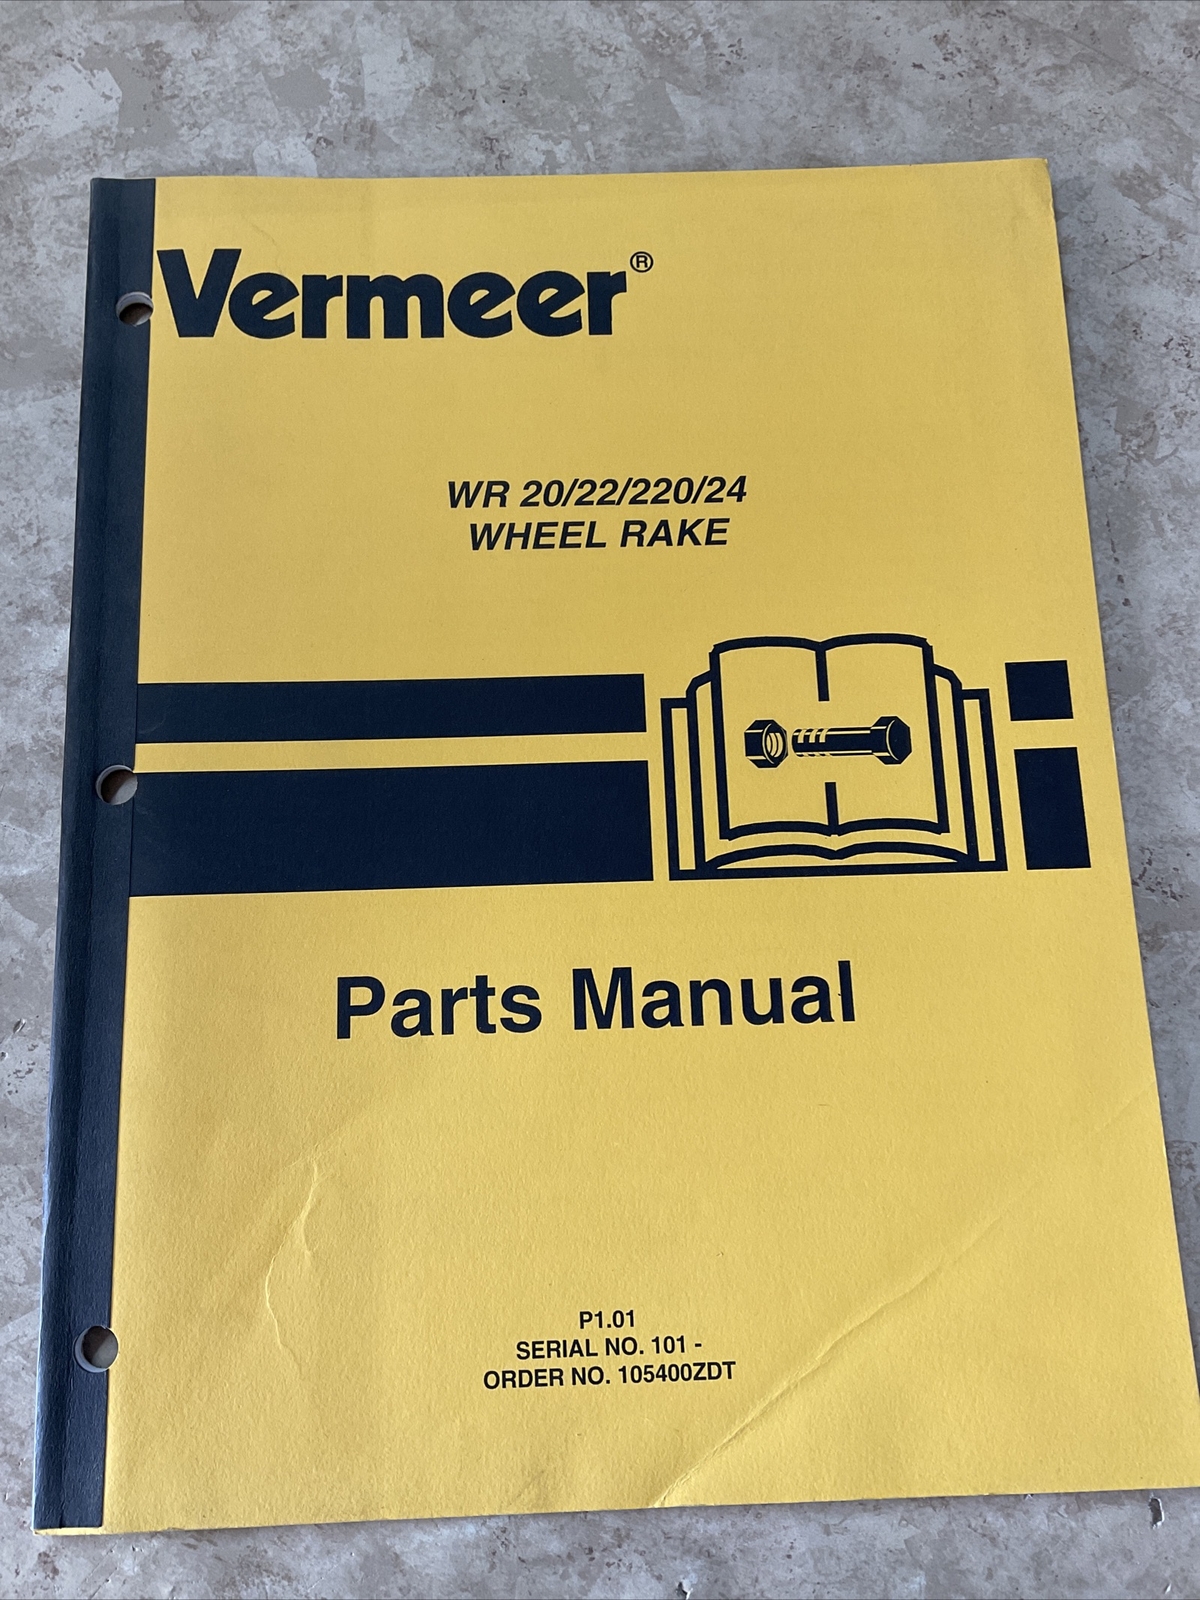 Vermeer®
WR 20/22/220/24
WHEEL RAKE
Parts Manual
P1.01
SERIAL NO. 101 -
ORDER NO. 105400ZDT